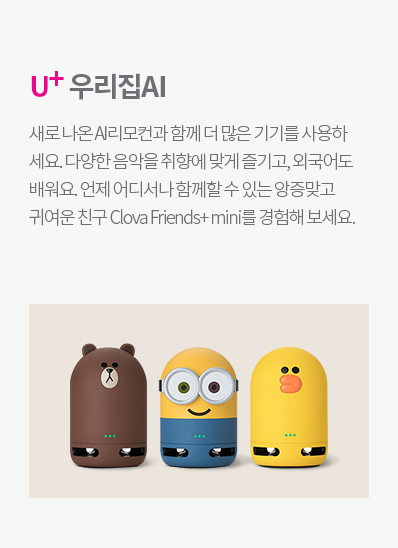 U+ 우리집AI
새로 나온 AI리모컨과 함께 더 많은 기기를 사용하
세요. 다양한 음악을 취향에 맞게 즐기고, 외국어도
배워요. 언제 어디서나 함께할 수 있는 앙증맞고
귀여운 친구 Clova Friends+ mini를 경험해 보세요.